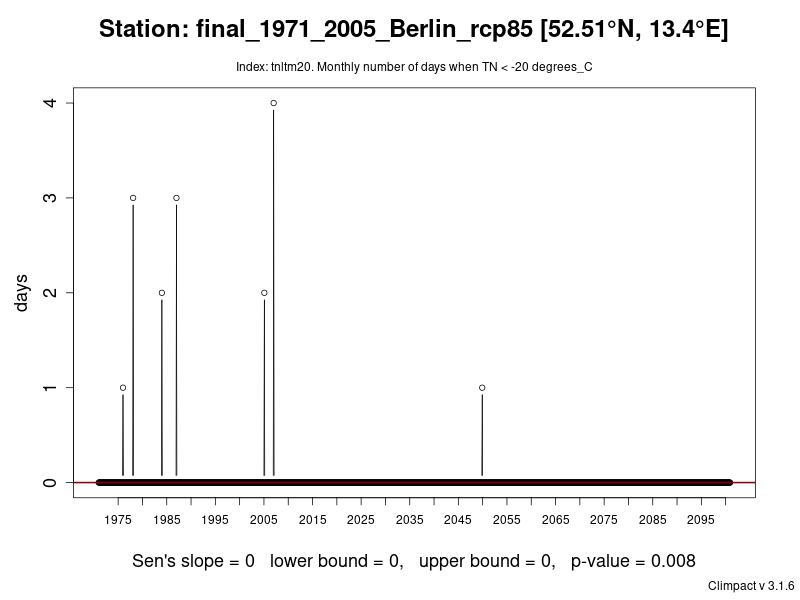 Station: final_1971_2005_Berlin_rcp85 [52.51°N, 13.4°E]
Index: tnltm20. Monthly number of days when TN < -20 degrees_C
4
3
2
1
0
days
1975 1985 1995 2005 2015 2025 2035 2045 2055 2065 2075 2085 2095
Sen's slope = 0 lower bound = 0, upper bound = 0, p-value = 0.008
Climpact v 3.1.6